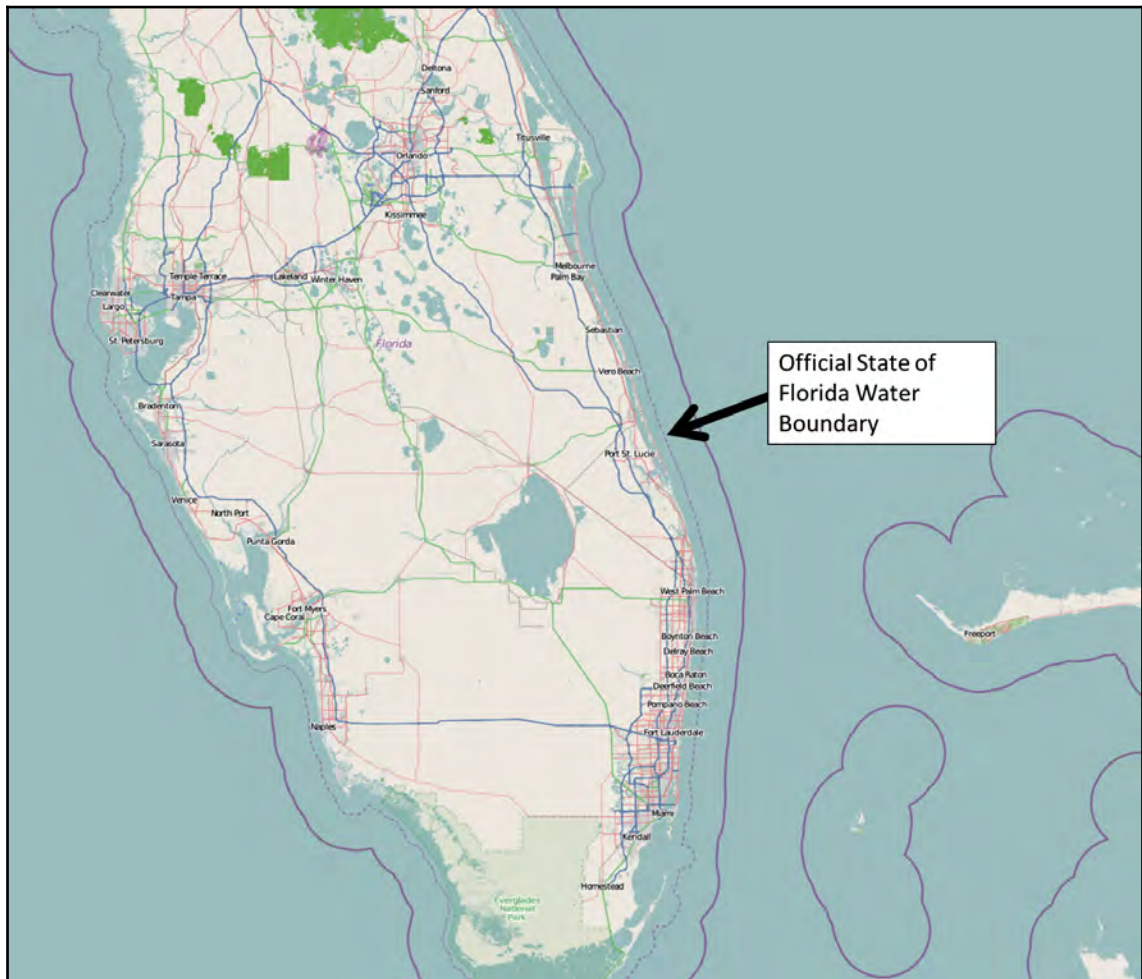 Deltona
Sanford
Titusville
Orlando
Kissimmee
Melbourne
Palm Bay
Temple Terrace
Lakeland
Winter Haven
Clearwater
Tampa
Largo
St. Petersburg
Florida
Sebastian
Vero Beach
Official State of
Florida Water
Boundary
Bradenton
Sarasota
Port St. Lucie
Venice
North Port
Punta Gorda
West Palm Beach
Fort Myers
Cape Coral
Freeport
Boynton Beach
Delray Beach
Boca Raton
Deerfield Beach
Pompano Beach
Naples
Fort Lauderdale
Miami
Kendall
Homestead
Everglades
National
Park